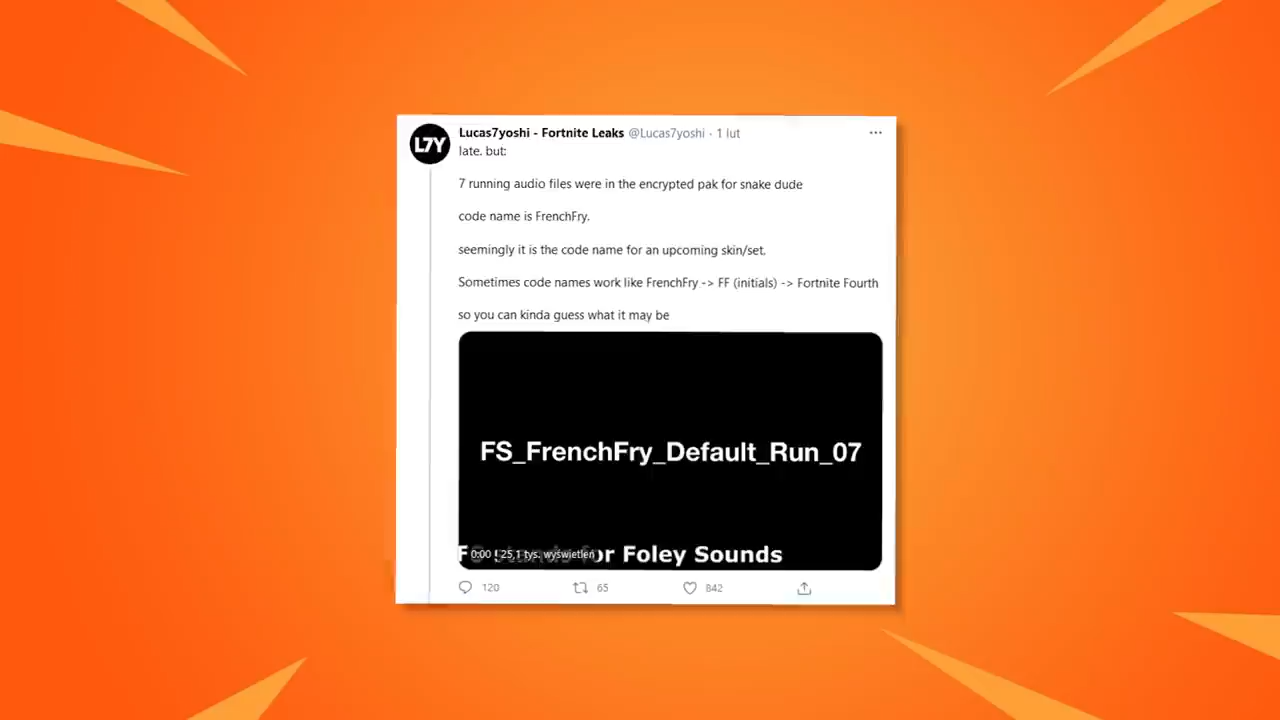 L7Y
Lucas7yoshi - Fortnite Leaks @Lucas7yoshi · 1 lut
late. but:
7 running audio files were in the encrypted pak for snake dude
code name is FrenchFry.
seemingly it is the code name for an upcoming skin/set.
Sometimes code names work like FrenchFry -> FF (initials) -> Fortnite Fourth
so you can kinda guess what it may be
FS_FrenchFry_Default_Run_07
0:00 25,1 tys. wyświetleń
or Foley Sounds
120 65 842